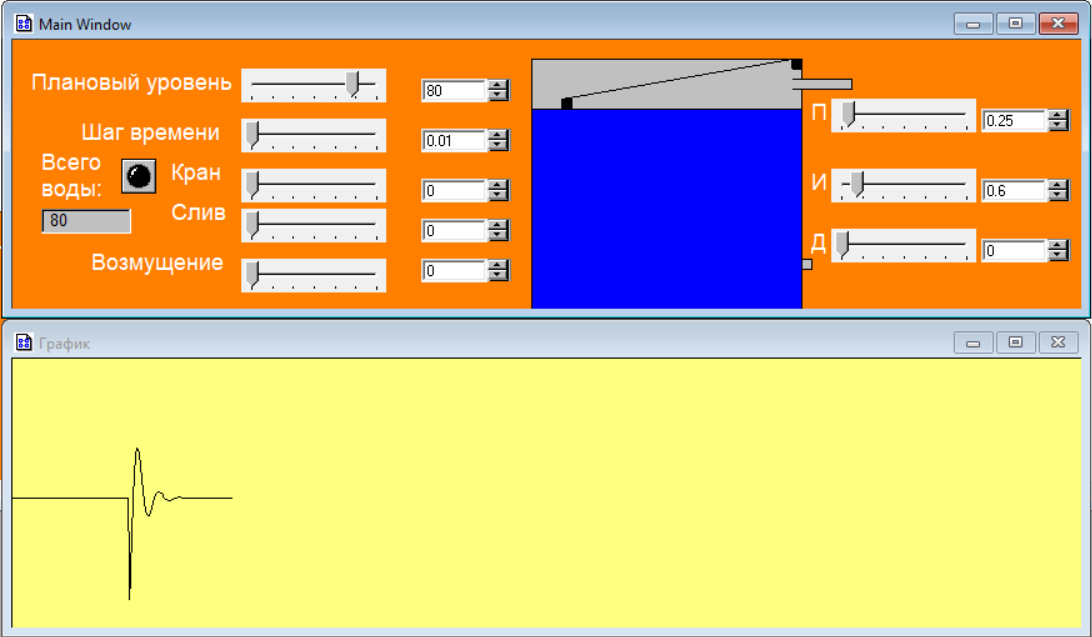 Main Window
Плановый уровень
80
Шаг времени
0.01
Всего
воды:
80
Кран
0
Слив
0
Возмущение
0
П
0.25
И
0.6
Д
0
График